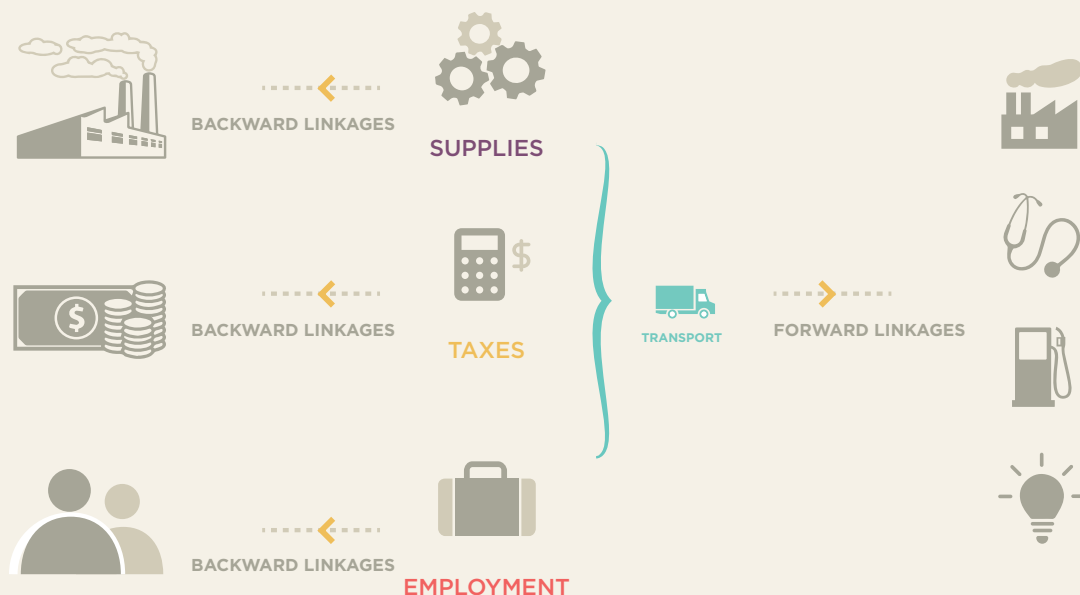 BACKWARD LINKAGES
SUPPLIES
$
BACKWARD LINKAGES
$
TAXES
TRANSPORT
FORWARD LINKAGES
BACKWARD LINKAGES
EMPLOYMENT